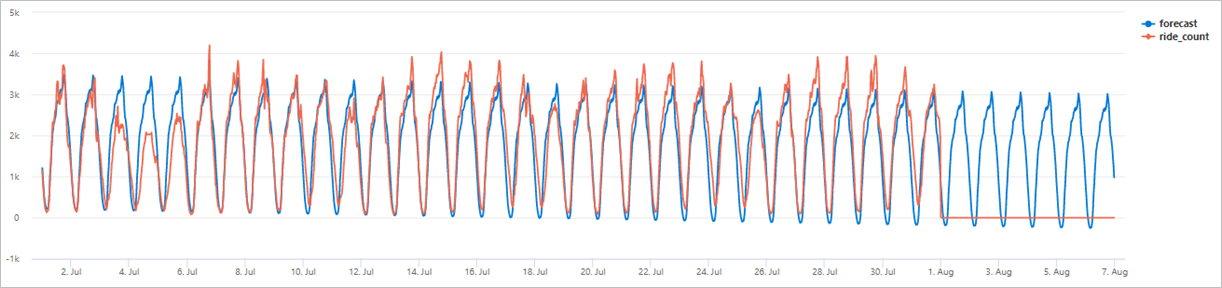 5k
4k
3k
2k
1k
0
-1k
2. Jul 4. Jul 6. Jul 8. Jul 10. Jul 12. Jul 14. Jul 16. Jul 18. Jul 20. Jul 22. Jul 24. Jul 26. Jul 28. Jul 30. Jul 1. Aug 3. Aug 5. Aug 7. Aug
forecast
ride_count